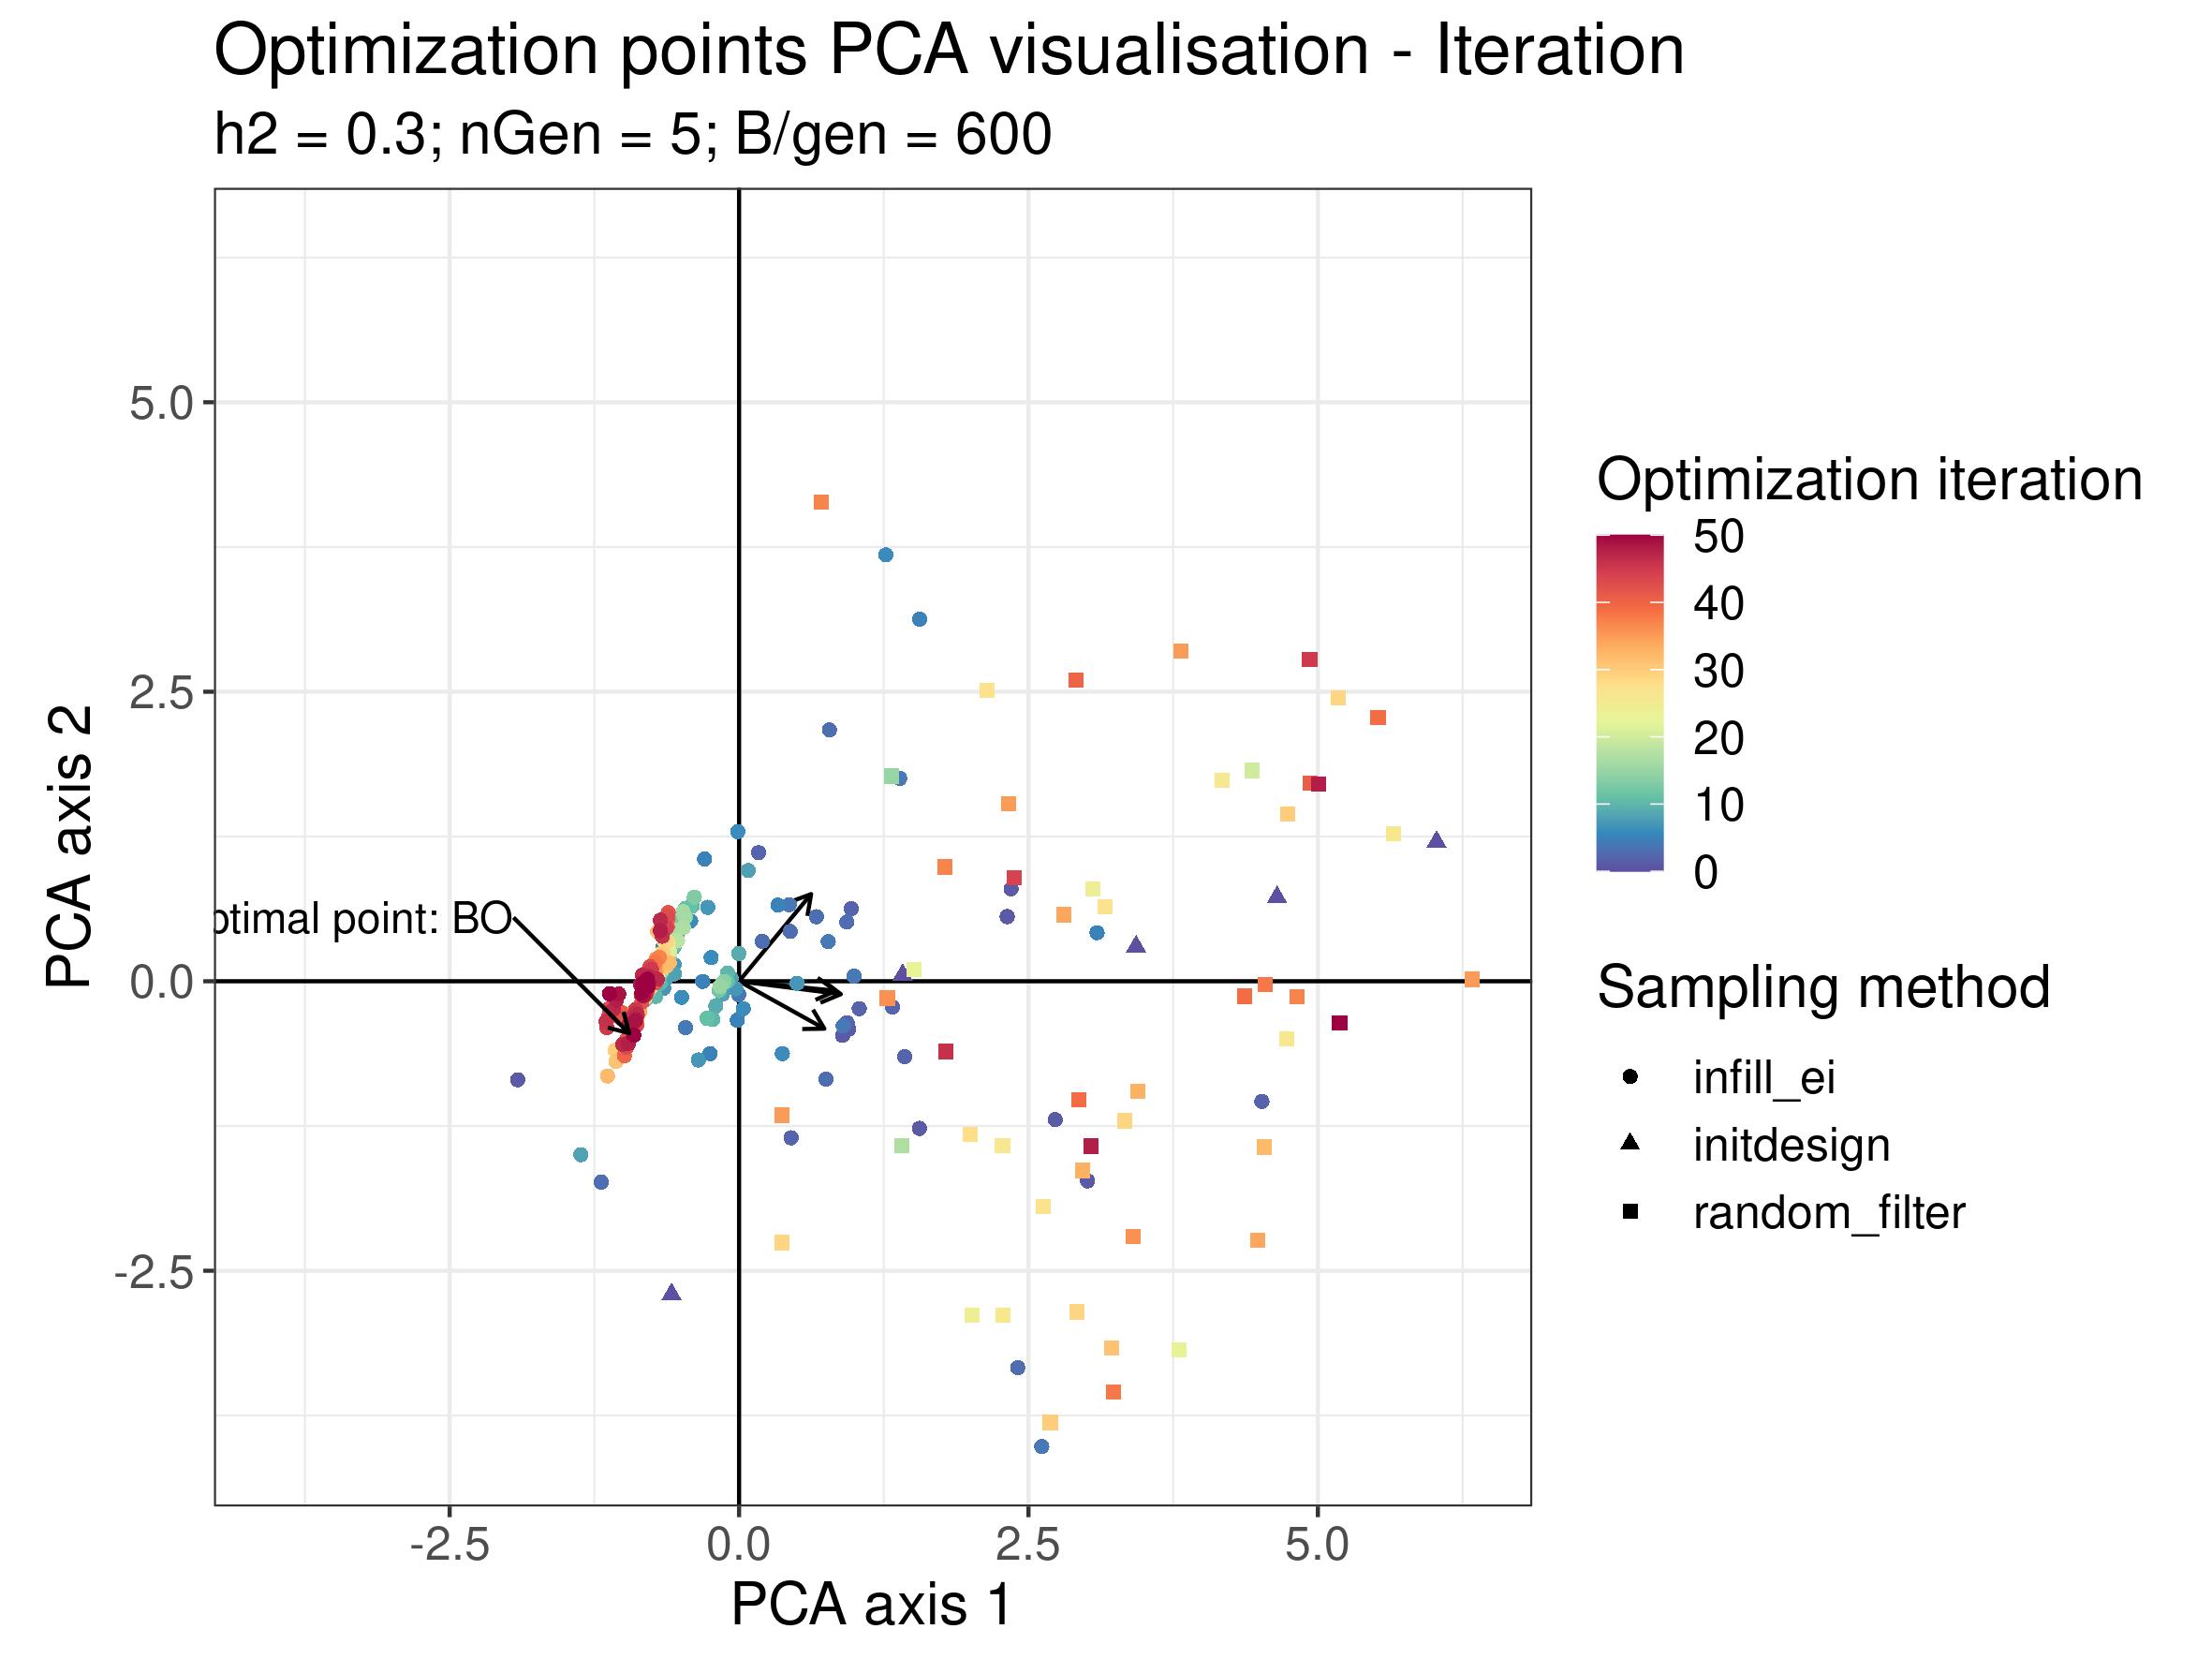 Optimization points PCA visualisation - Iteration
h2 = 0.3; nGen = 5; B/gen = 600
PCA axis 2
5.0
2.5
0.0
-2.5
ptimal point: BO
-2.5
0.0
2.5
5.0
PCA axis 1
Optimization iteration
50
40
30
20
10
0
Sampling method
infill_ei
initdesign
random_filter